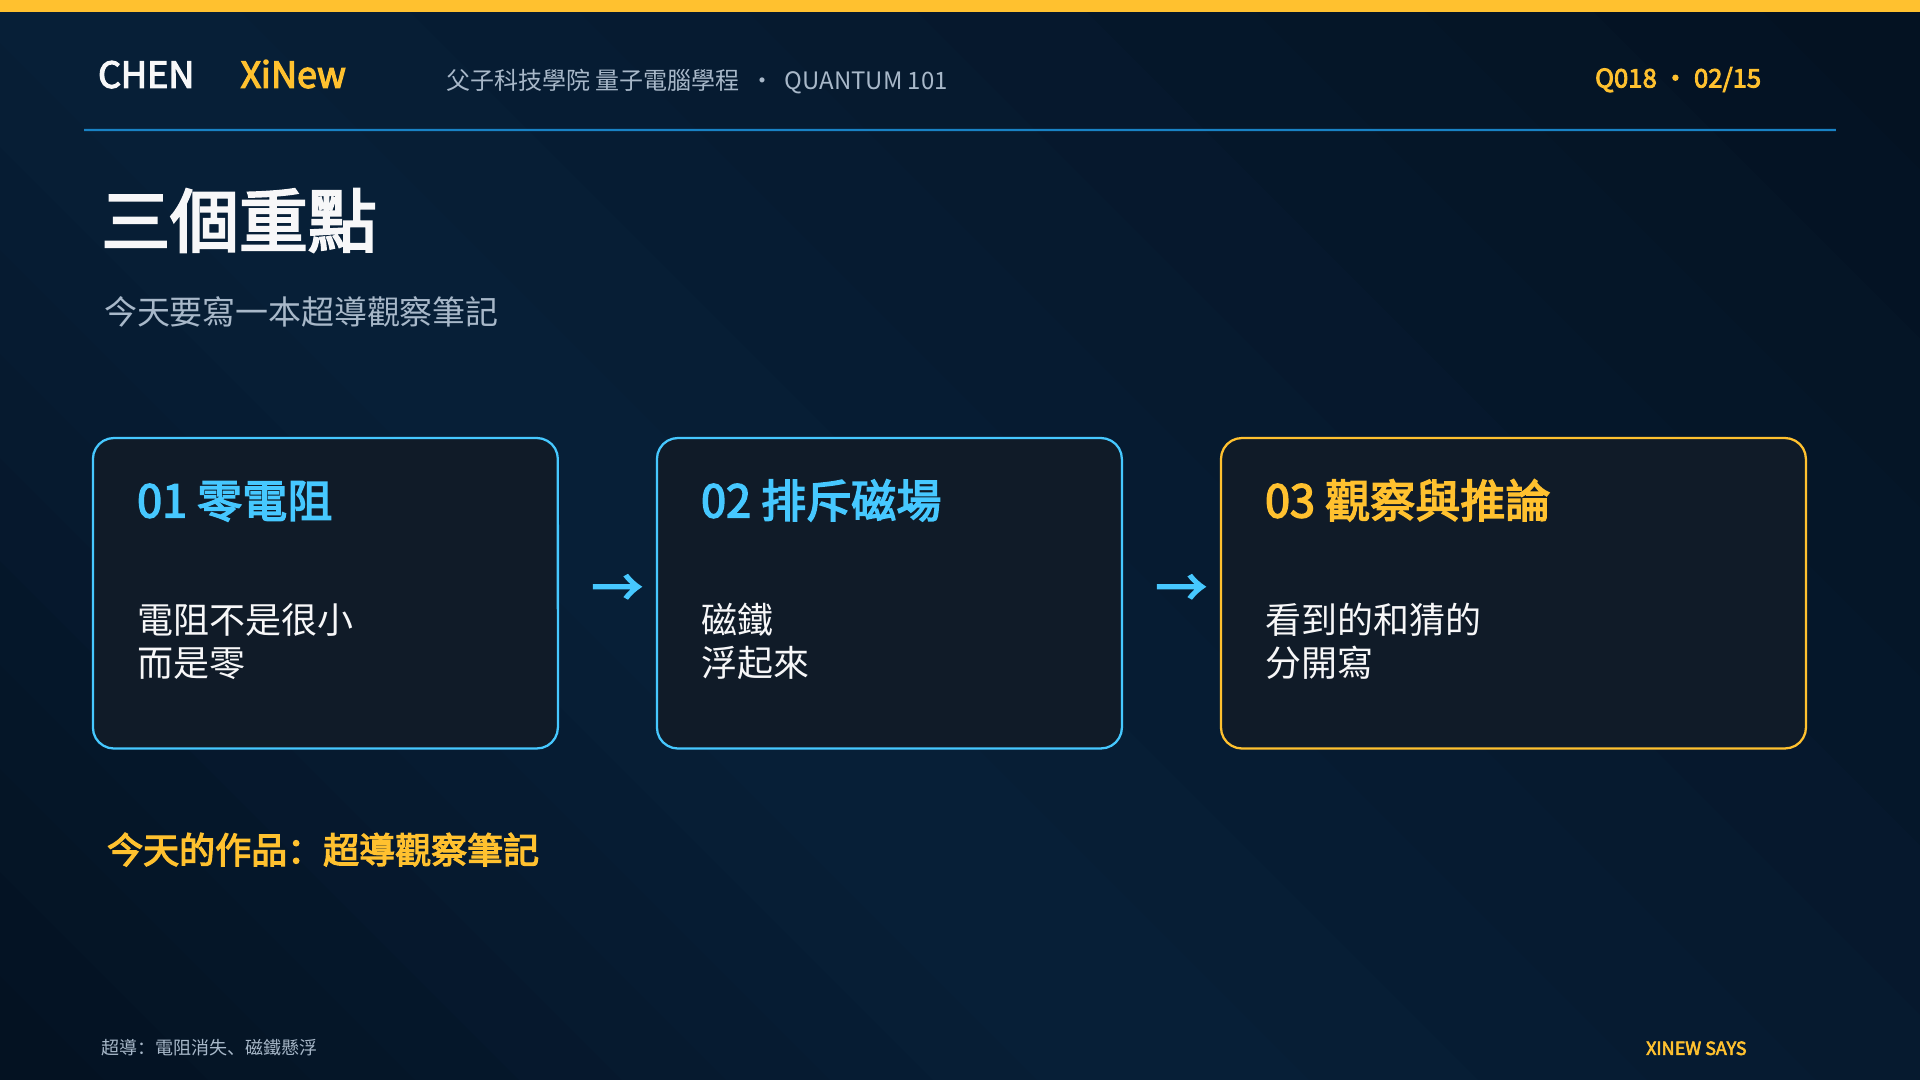 CHEN XiNew 父子科技學院 量子電腦學程 · QUANTUM 101
Q018 · 02/15
三個重點
今天要寫一本超導觀察筆記
01 零電阻
電阻不是很小
而是零
→
02 排斥磁場
磁鐵
浮起來
→
03 觀察與推論
看到的和猜的
分開寫
今天的作品：超導觀察筆記
超導：電阻消失、磁鐵懸浮
XINEW SAYS